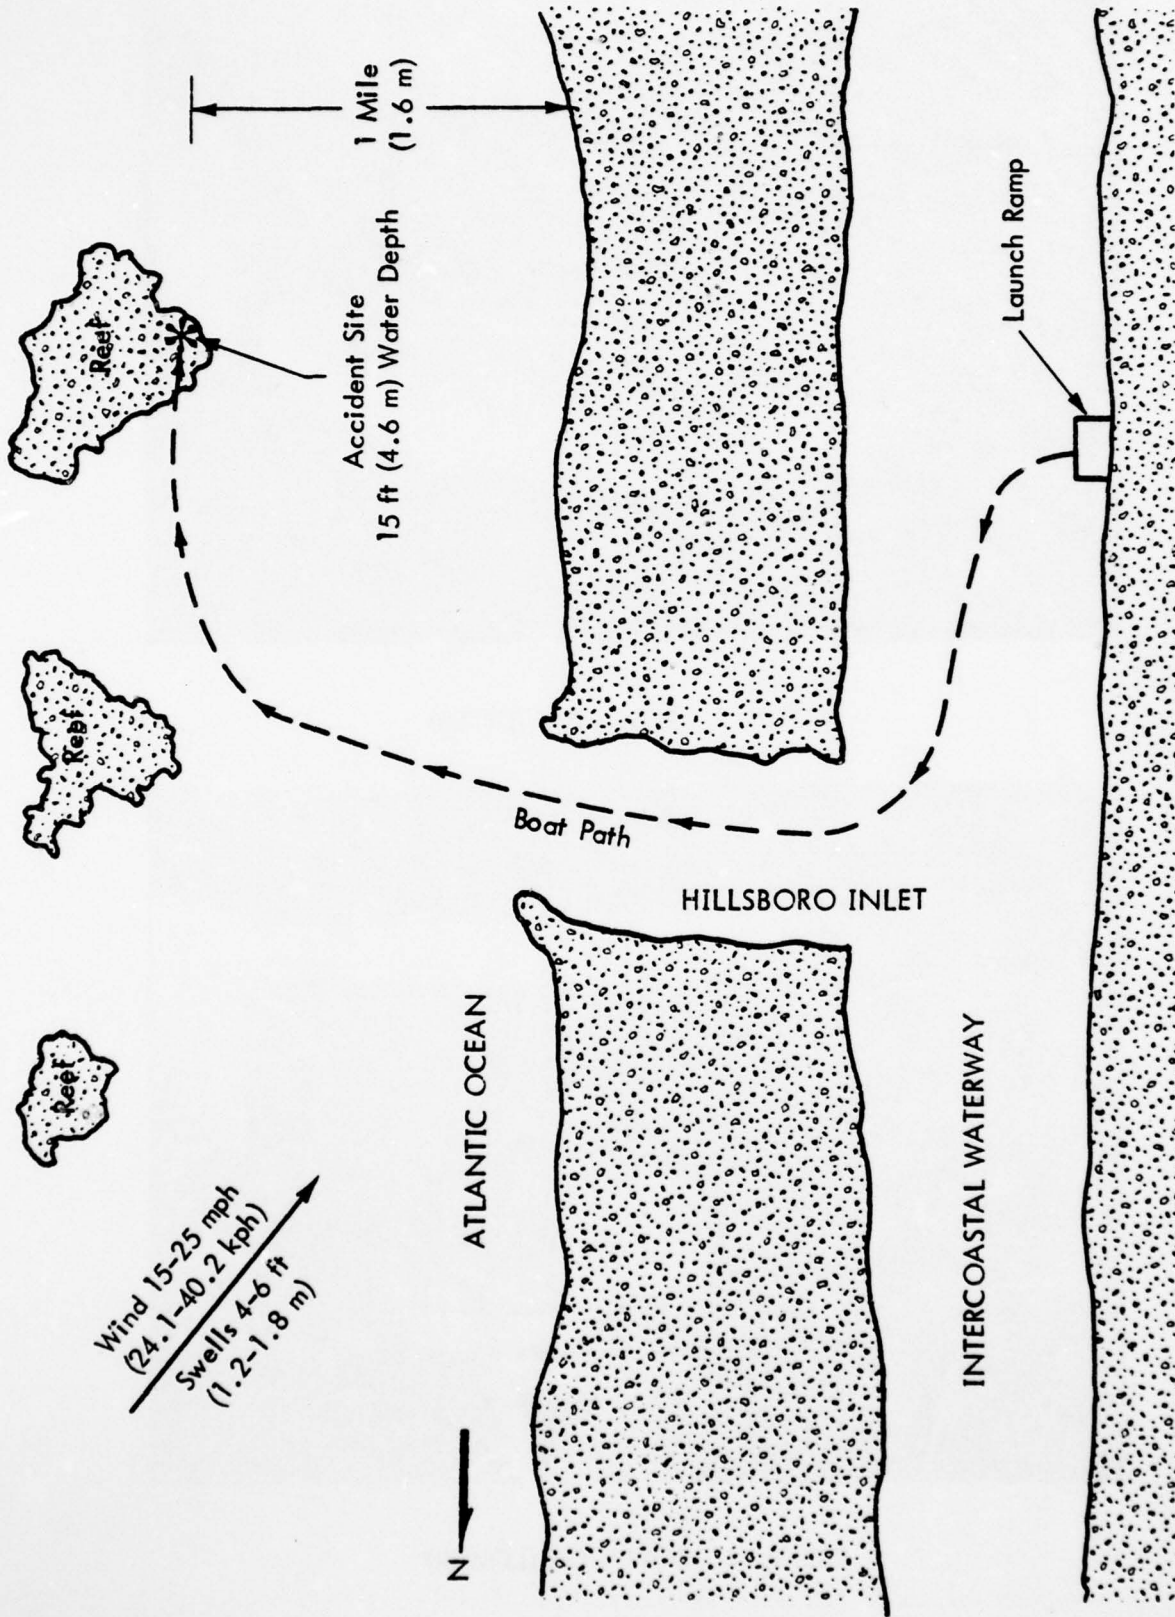 Reef
Reef
Reef
1 Mile
(1.6 m)
Accident Site
15 ft (4.6 m) Water Depth
Wind 15-25 mph
(24.1-40.2 kph)
Swells 4-6 ft
(1.2-1.8 m)
Boat Path
HILLSBORO INLET
ATLANTIC OCEAN
N
INTERCOASTAL WATERWAY
Launch Ramp